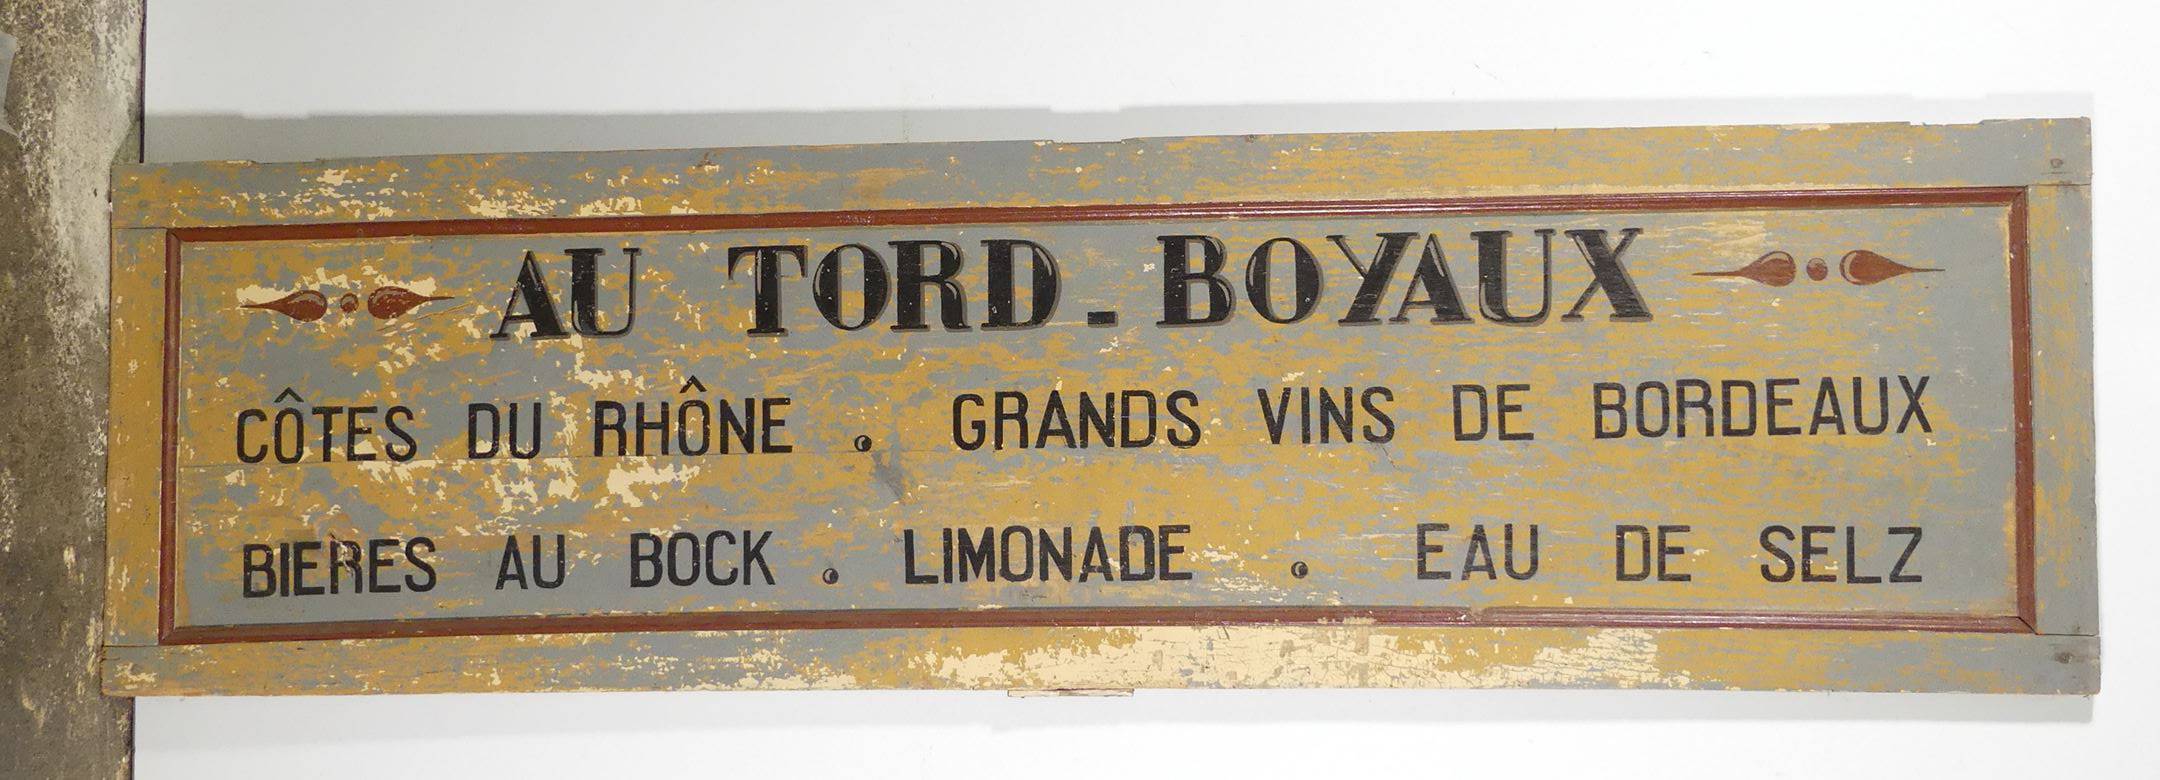 AU TORD-BOYAUX
CÔTES DU RHÔNE . GRANDS VINS DE BORDEAUX
BIERES AU BOCK . LIMONADE . EAU DE SELZ